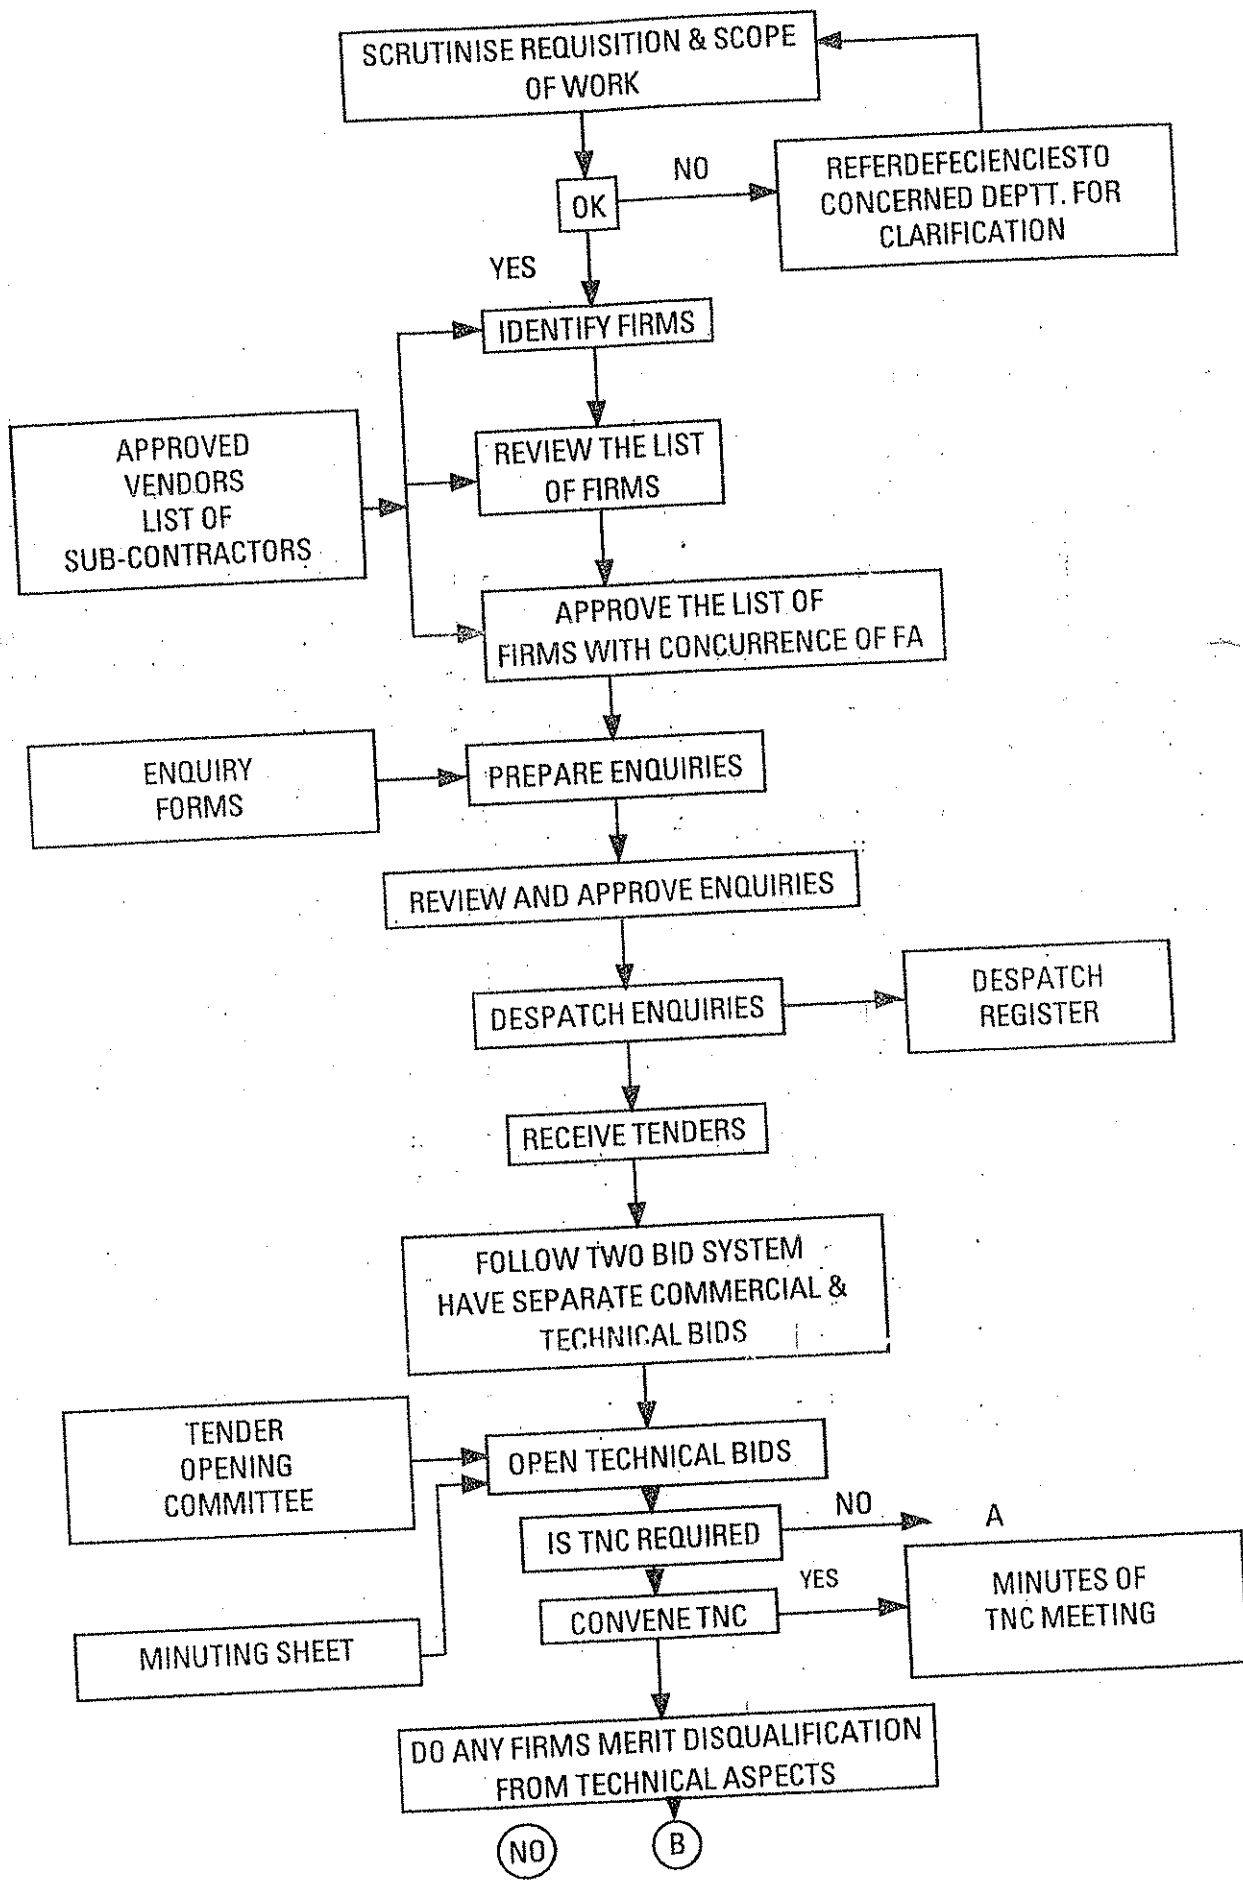 SCRUTINISE REQUISITION & SCOPE
OF WORK
NO
REFERDEFECIENCIESTO
CONCERNED DEPTT. FOR
CLARIFICATION
OK
YES
IDENTIFY FIRMS
APPROVED
VENDORS
LIST OF
SUB-CONTRACTORS
REVIEW THE LIST
OF FIRMS
APPROVE THE LIST OF
FIRMS WITH CONCURRENCE OF FA
ENQUIRY
FORMS
PREPARE ENQUIRIES
REVIEW AND APPROVE ENQUIRIES
DESPATCH ENQUIRIES
DESPATCH
REGISTER
RECEIVE TENDERS
FOLLOW TWO BID SYSTEM
HAVE SEPARATE COMMERCIAL &
TECHNICAL BIDS
TENDER
OPENING
COMMITTEE
OPEN TECHNICAL BIDS
IS TNC REQUIRED
NO
A
CONVENE TNC
YES
MINUTES OF
TNC MEETING
MINUTING SHEET
DO ANY FIRMS MERIT DISQUALIFICATION
FROM TECHNICAL ASPECTS
NO
B